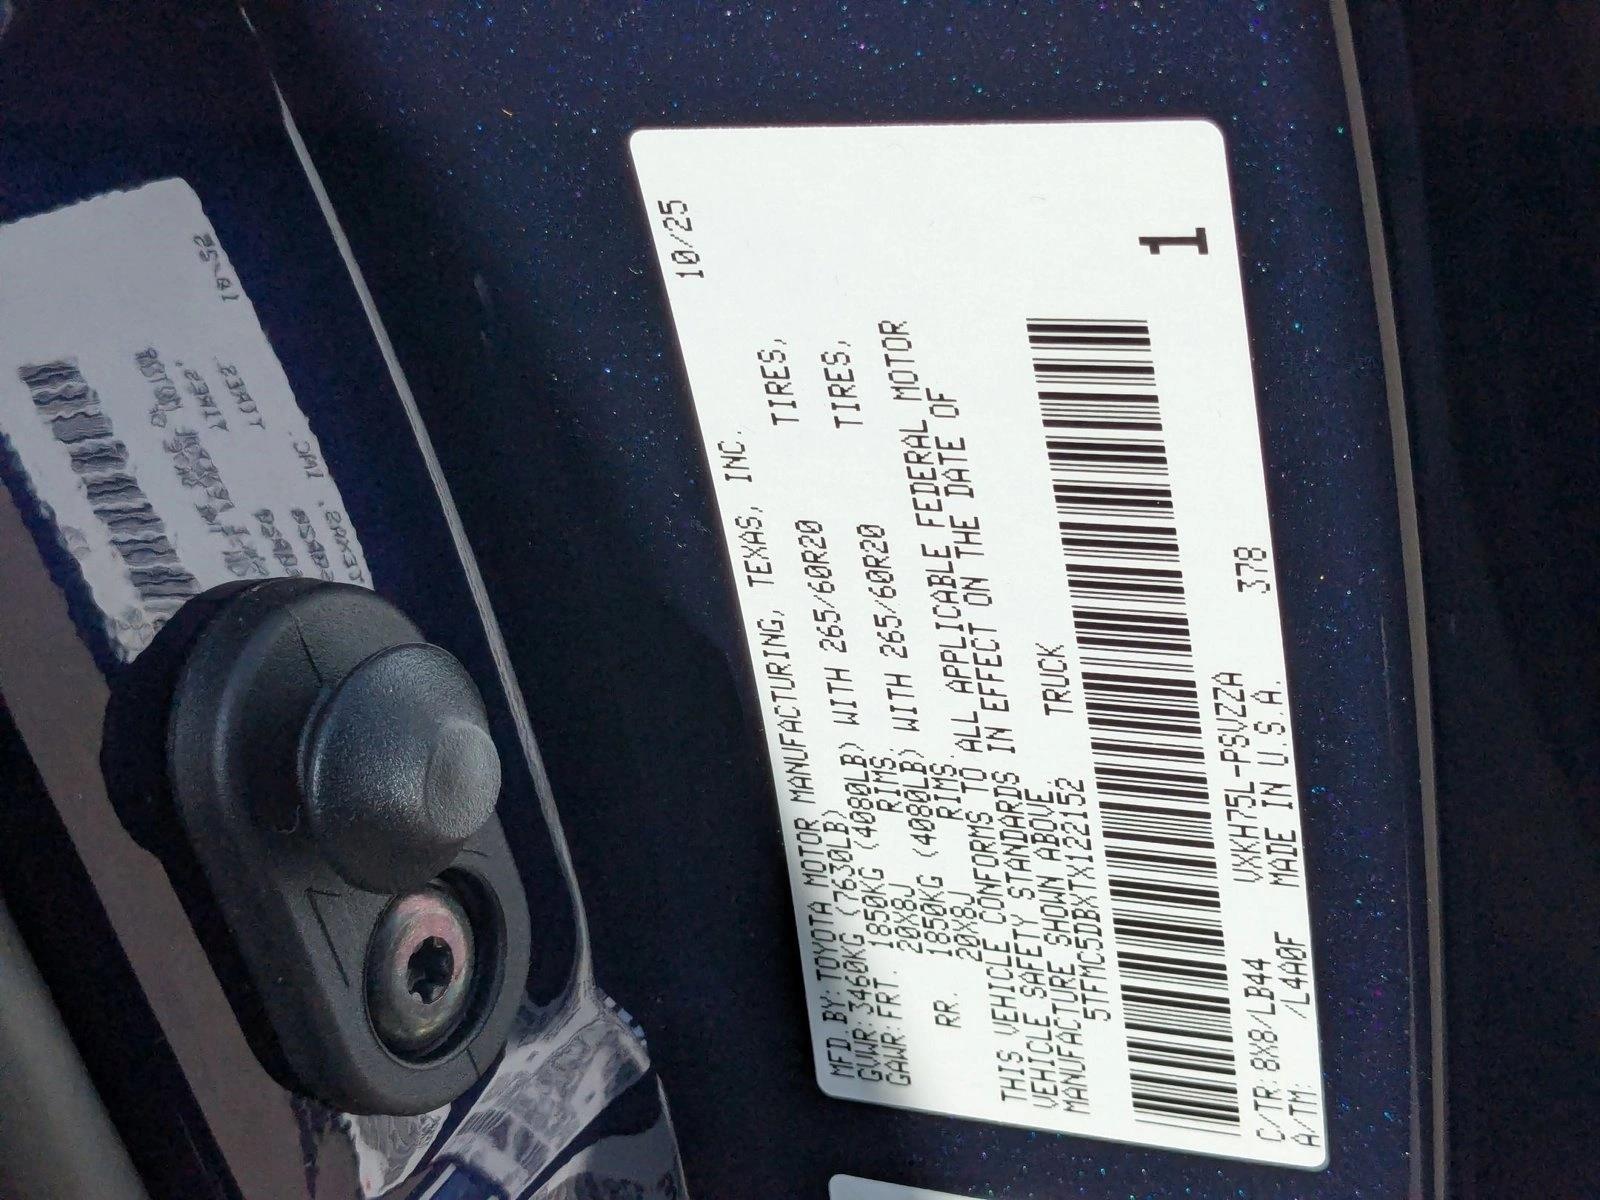 MFD. BY: TOYOTA MOTOR MANUFACTURING, TEXAS, INC. 10/25
GVWR: 3460KG (7630LB)
GAWR: FRT. 1850KG (4080LB) WITH 265/60R20 TIRES,
20X8J RIMS,
RR. 1850KG (4080LB) WITH 265/60R20 TIRES,
20X8J RIMS.
THIS VEHICLE CONFORMS TO ALL APPLICABLE FEDERAL MOTOR
VEHICLE SAFETY STANDARDS IN EFFECT ON THE DATE OF
MANUFACTURE SHOWN ABOVE.
5TFMC5DBXTX122152 TRUCK
1
C/TR: 8X8/LB44 VXKH75L-PSVZZA
A/TM: /L4A0F MADE IN U.S.A. 378